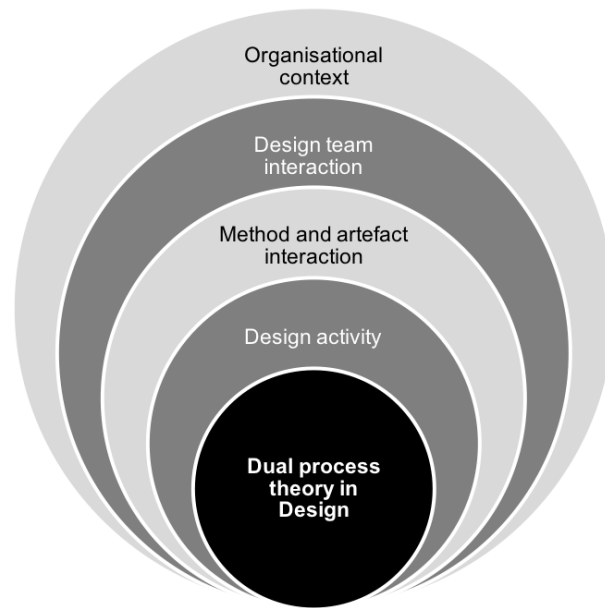 Organisational
context
Design team
interaction
Method and artefact
interaction
Design activity
Dual process
theory in
Design